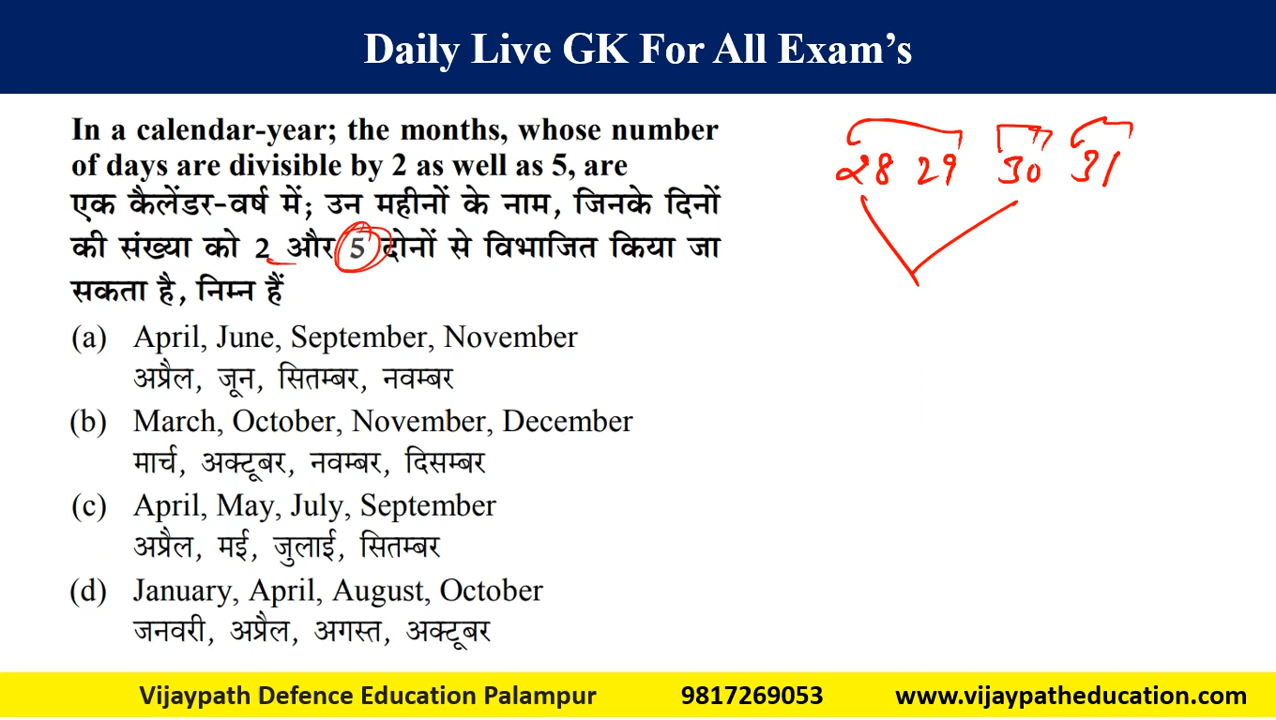 Daily Live GK For All Exam's
In a calendar-year; the months, whose number
of days are divisible by 2 as well as 5, are
एक कैलेंडर-वर्ष में; उन महीनों के नाम, जिनके दिनों
की संख्या को 2 और 5 दोनों से विभाजित किया जा
सकता है, निम्न हैं
(a) April, June, September, November
अप्रैल, जून, सितम्बर, नवम्बर
(b) March, October, November, December
मार्च, अक्टूबर, नवम्बर, दिसम्बर
(c) April, May, July, September
अप्रैल, मई, जुलाई, सितम्बर
(d) January, April, August, October
जनवरी, अप्रैल, अगस्त, अक्टूबर
28 29 30 31
Vijaypath Defence Education Palampur 9817269053 www.vijaypatheducation.com